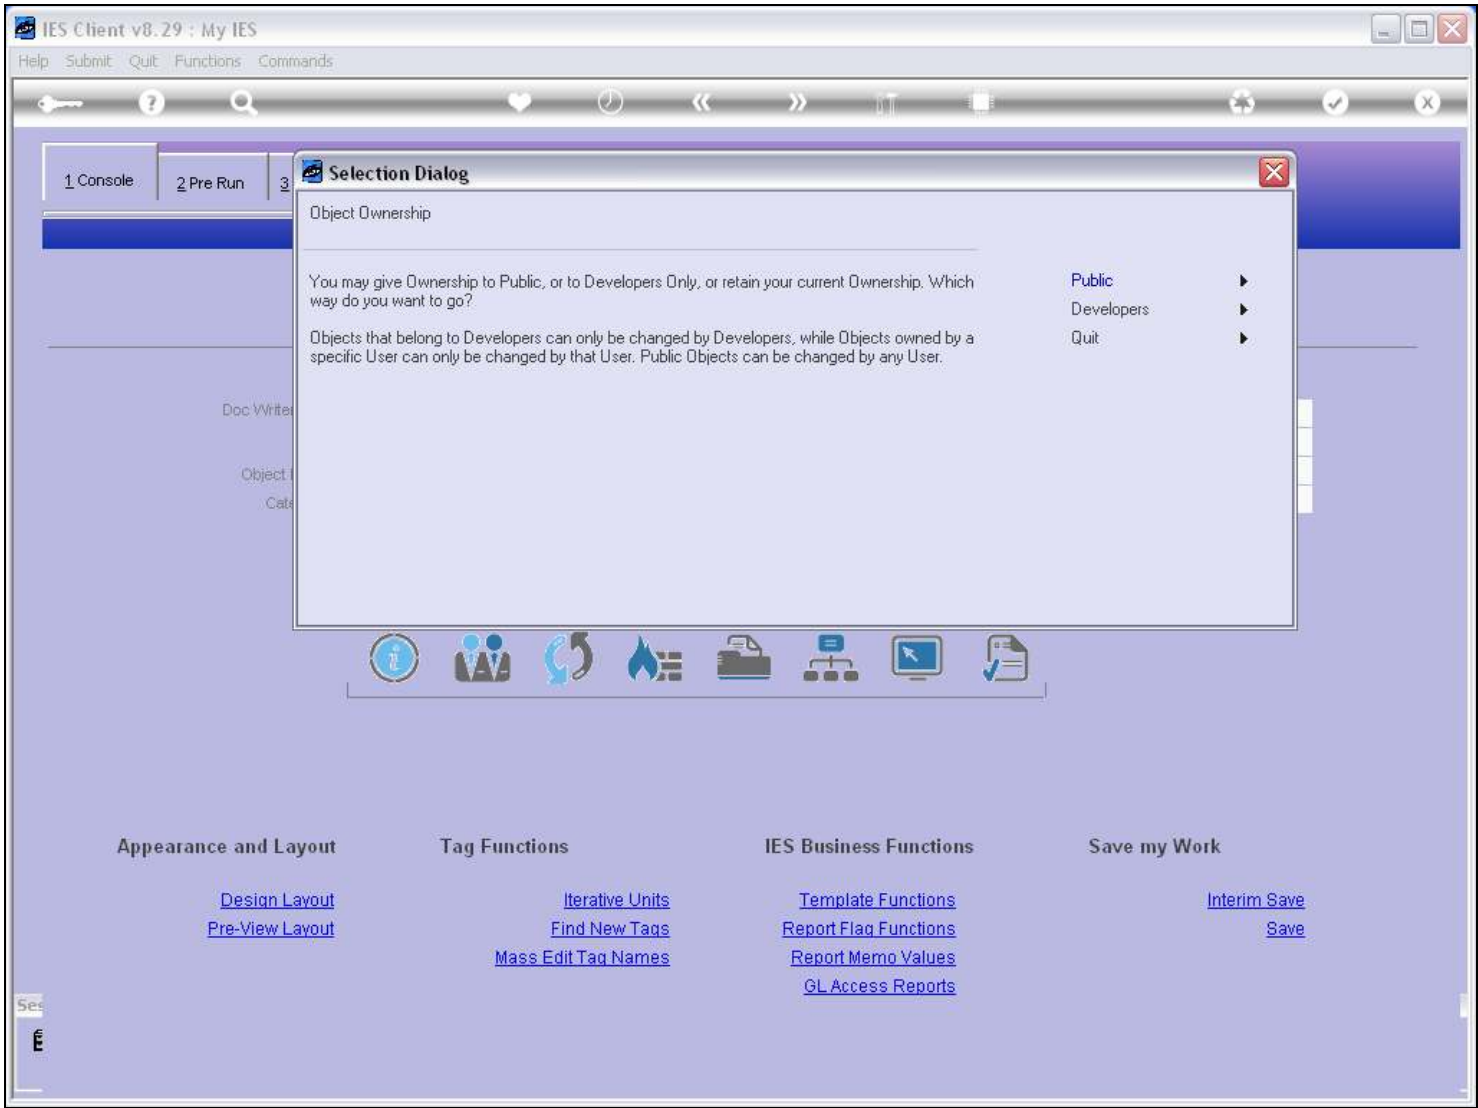 IES Client v8.29 : My IES
Help Submit Quit Functions Commands
1 Console
2 Pre Run
3
Selection Dialog
Object Ownership
You may give Ownership to Public, or to Developers Only, or retain your current Ownership. Which
way do you want to go?
Objects that belong to Developers can only be changed by Developers, while Objects owned by a
specific User can only be changed by that User. Public Objects can be changed by any User.
Public
Developers
Quit
Doc Writer
Object
Appearance and Layout
Design Layout
Pre-View Layout
Tag Functions
Iterative Units
Find New Tags
Mass Edit Tag Names
IES Business Functions
Template Functions
Report Flag Functions
Report Memo Values
GL Access Reports
Save my Work
Interim Save
Save